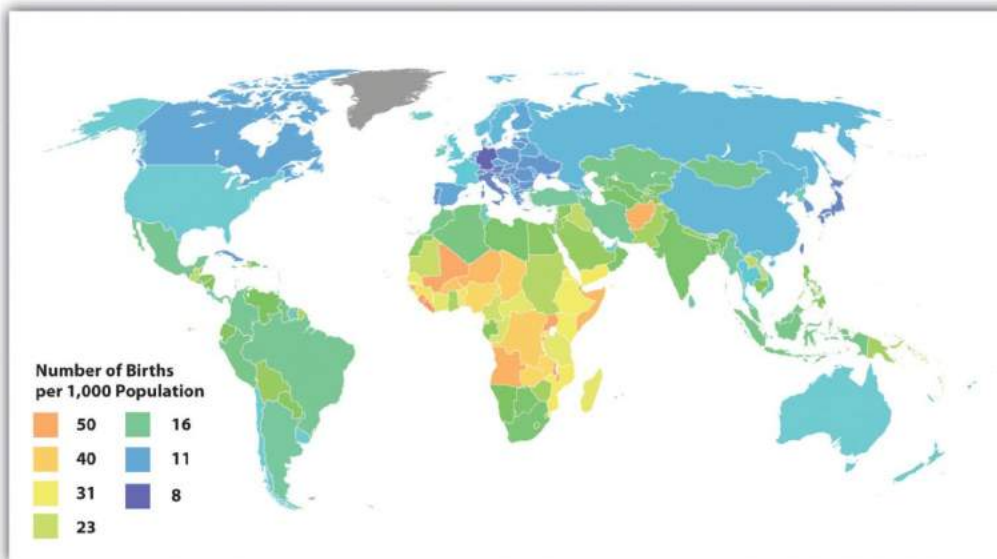 Number of Births
per 1,000 Population
50 16
40 11
31 8
23